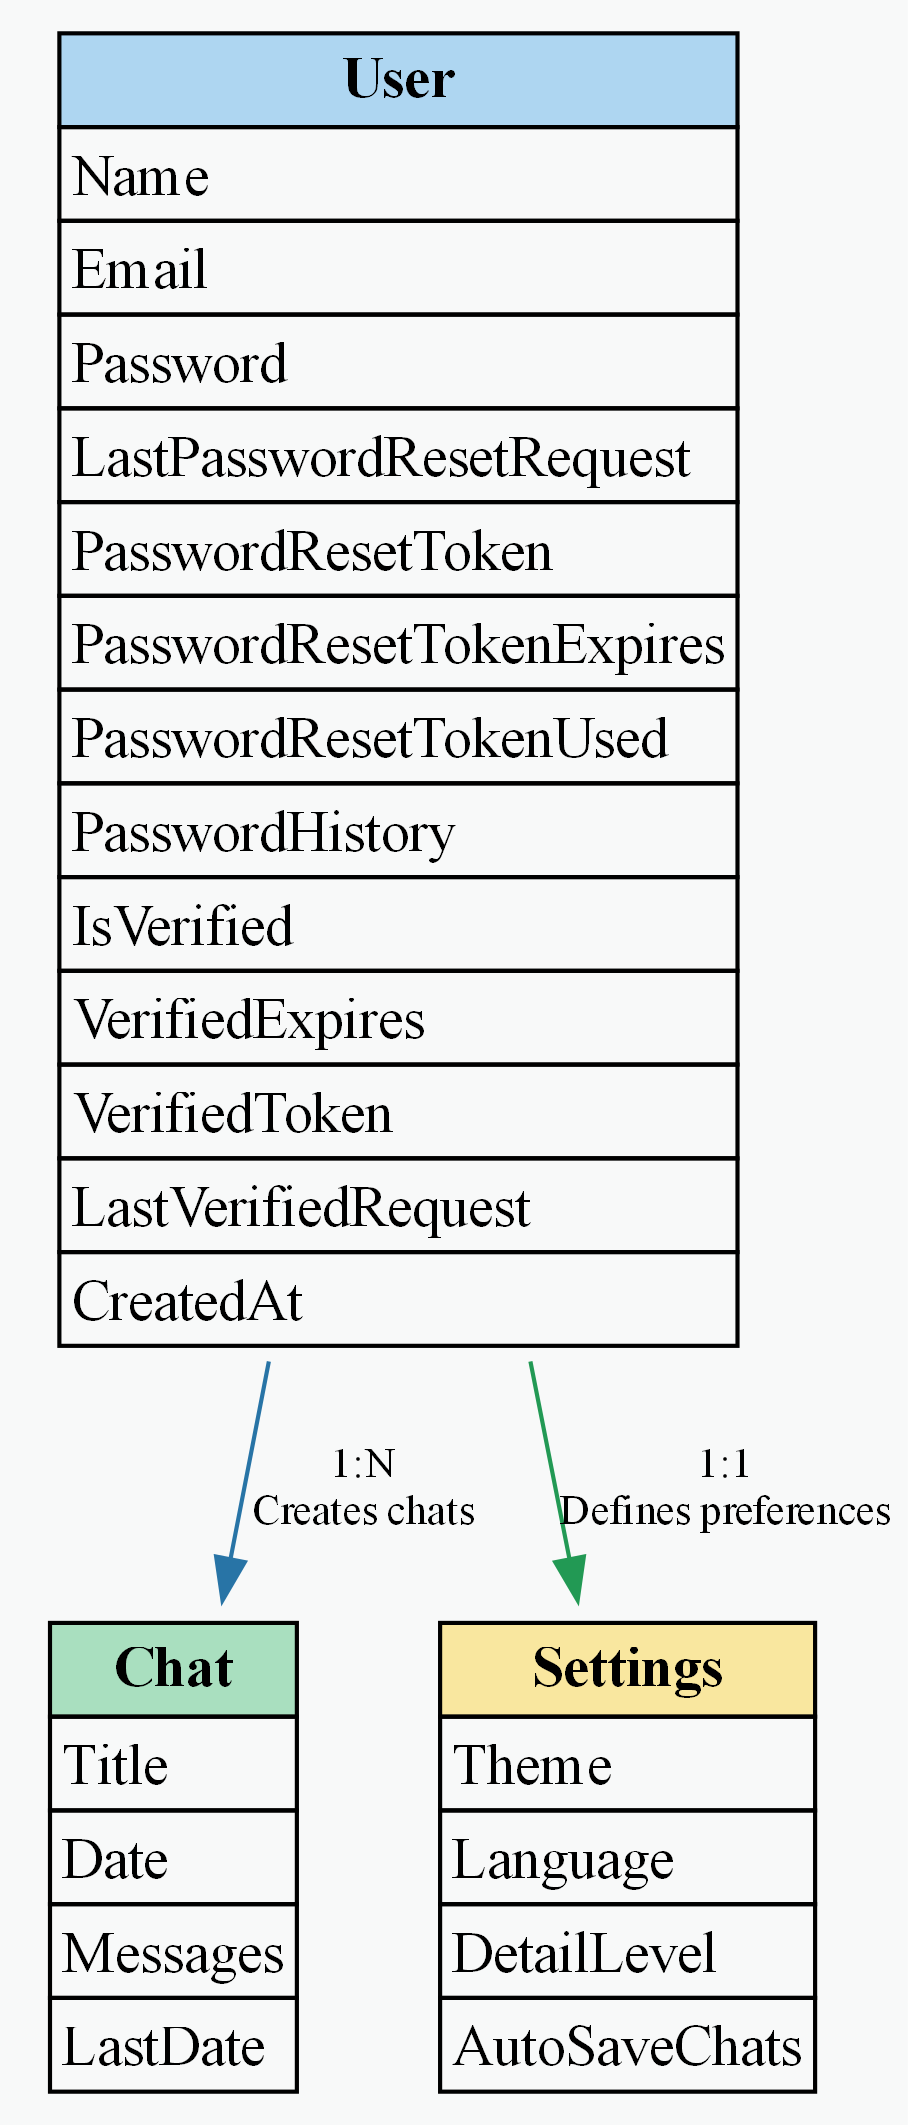 User
Name
Email
Password
LastPasswordResetRequest
PasswordResetToken
PasswordResetTokenExpires
PasswordResetTokenUsed
PasswordHistory
IsVerified
VerifiedExpires
VerifiedToken
LastVerifiedRequest
CreatedAt
1:N
Creates chats
1:1
Defines preferences
Chat
Title
Date
Messages
LastDate
Settings
Theme
Language
DetailLevel
AutoSaveChats